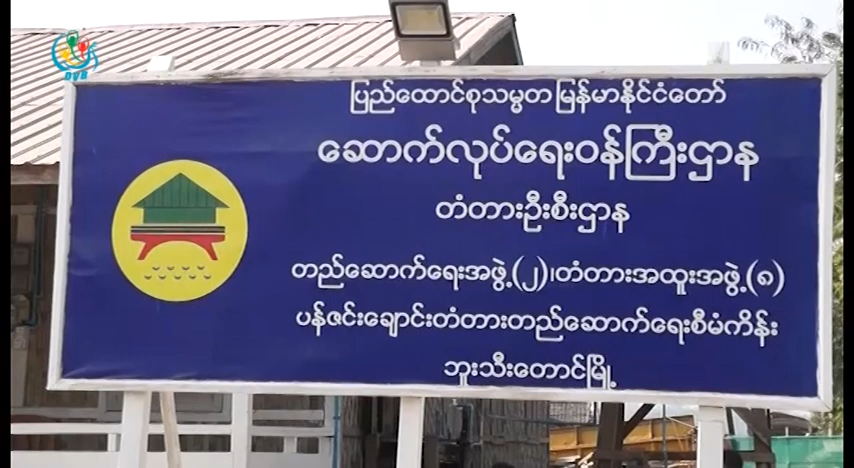 DVB
ပြည်ထောင်စုသမ္မတမြန်မာနိုင်ငံတော်
ဆောက်လုပ်ရေးဝန်ကြီးဌာန
တံတားဦးစီးဌာန
တည်ဆောက်ရေးအဖွဲ့(၂)၊တံတားအထူးအဖွဲ့(၈)
ပန်ဇင်းချောင်းတံတားတည်ဆောက်ရေးစီမံကိန်း
ဘူးသီးတောင်မြို့